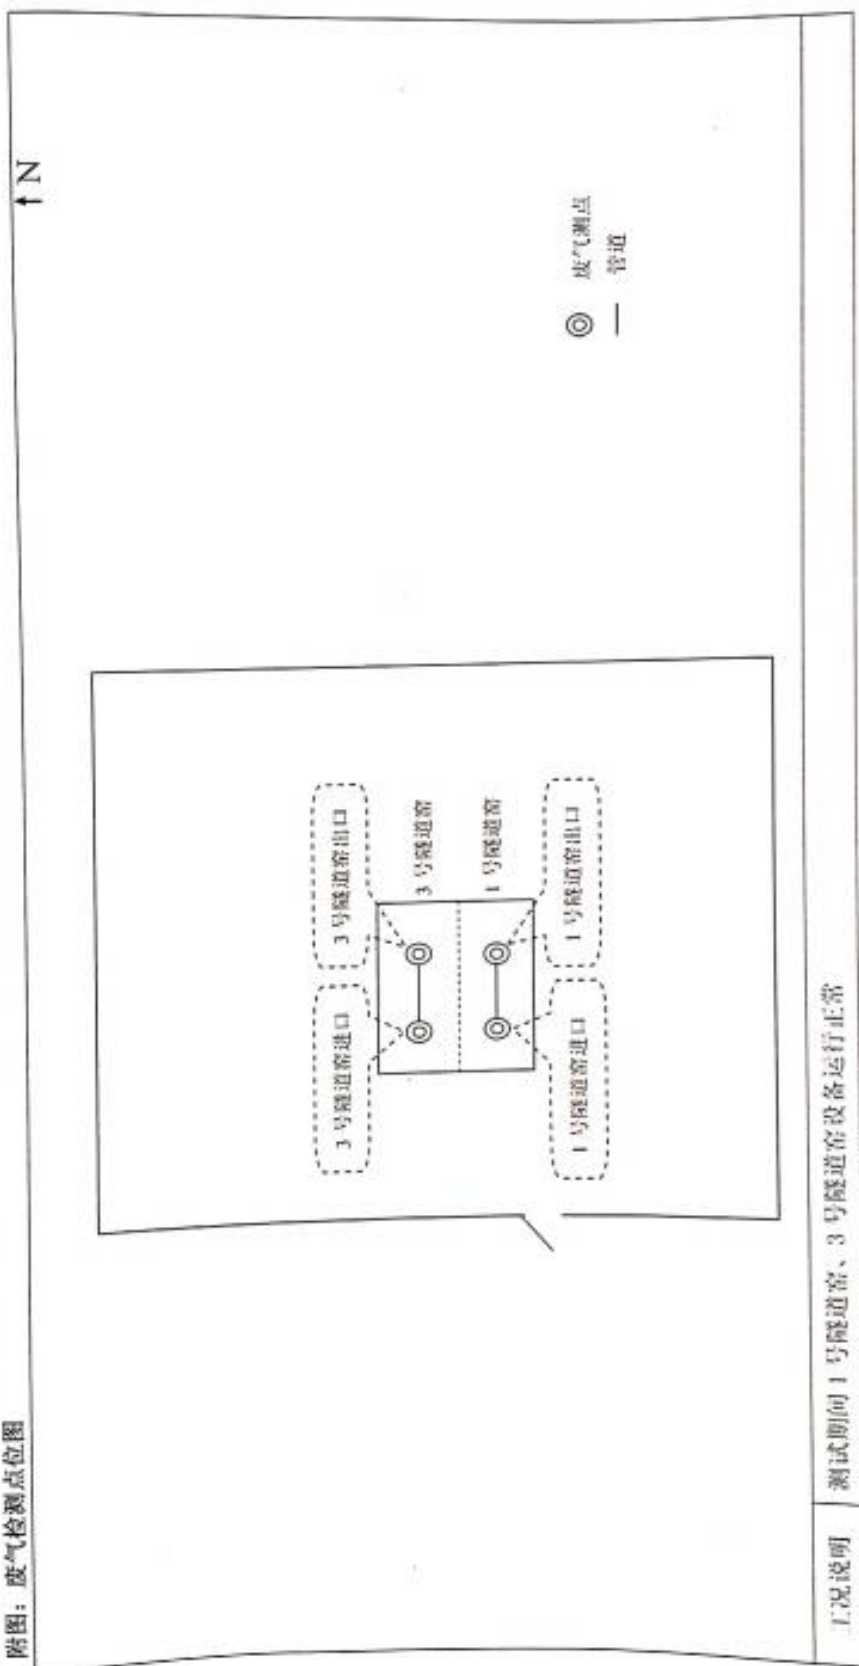 附图：废气检测点位图
↑N
3 号隧道窑进口
3 号隧道窑出口
3 号隧道窑
1 号隧道窑
1 号隧道窑进口
1 号隧道窑出口
◎ 废气测点
— 管道
工况说明
测试期间 1 号隧道窑、3 号隧道窑设备运行正常